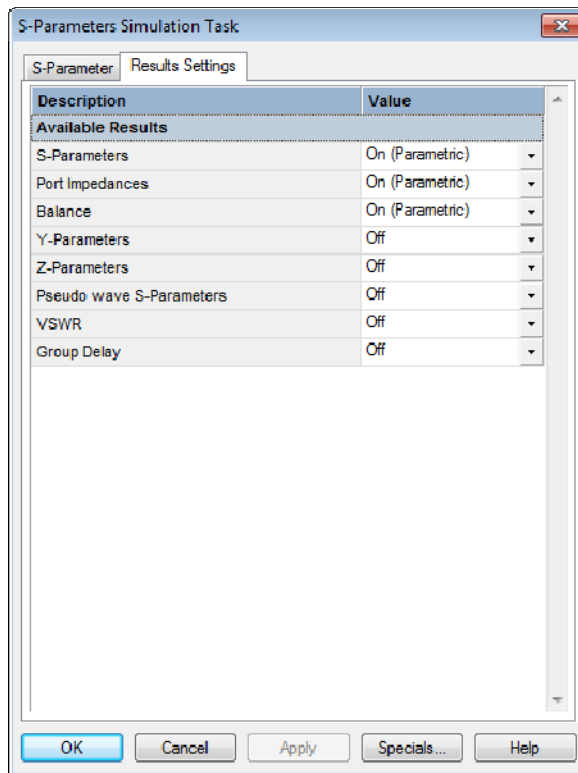 S-Parameters Simulation Task
S-Parameter Results Settings
Description Value
Available Results
S-Parameters On (Parametric)
Port Impedances On (Parametric)
Balance On (Parametric)
Y-Parameters Off
Z-Parameters Off
Pseudo wave S-Parameters Off
VSWR Off
Group Delay Off
OK Cancel Apply Specials... Help